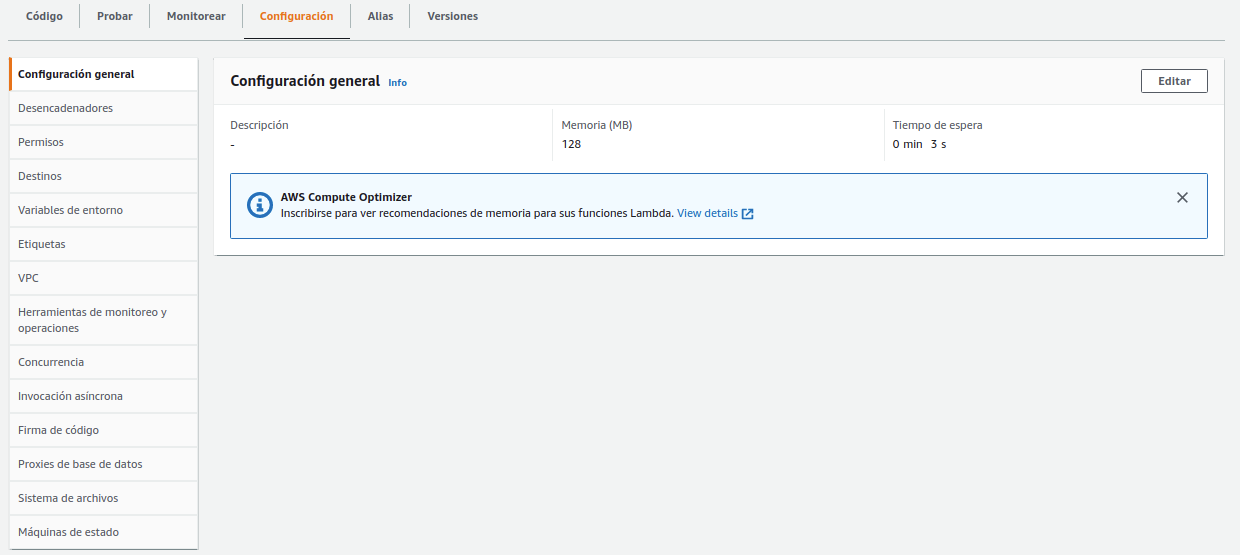 Código
Probar
Monitorear
Configuración
Alias
Versiones
Configuración general
Desencadenadores
Permisos
Destinos
Variables de entorno
Etiquetas
VPC
Herramientas de monitoreo y
operaciones
Concurrencia
Invocación asíncrona
Firma de código
Proxies de base de datos
Sistema de archivos
Máquinas de estado
Configuración general Info
Editar
Descripción
-
Memoria (MB)
128
Tiempo de espera
0 min 3 s
AWS Compute Optimizer
Inscribirse para ver recomendaciones de memoria para sus funciones Lambda. View details